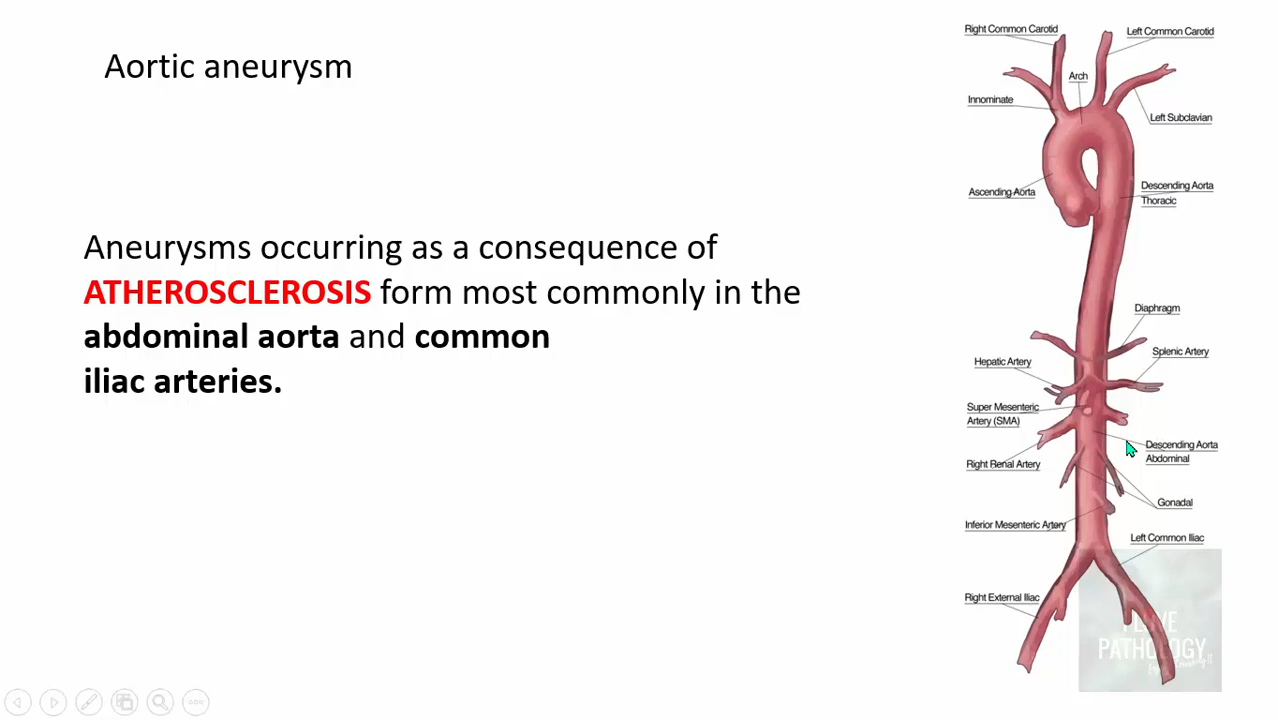 Aortic aneurysm
Aneurysms occurring as a consequence of
ATHEROSCLEROSIS form most commonly in the
abdominal aorta and common
iliac arteries.
Right Common Carotid
Left Common Carotid
Arch
Innominate
Left Subclavian
Ascending Aorta
Descending Aorta
Thoracic
Diaphragm
Hepatic Artery
Splenic Artery
Super Mesenteric
Artery (SMA)
Descending Aorta
Abdominal
Right Renal Artery
Gonadal
Inferior Mesenteric Artery
Left Common Iliac
Right External Iliac
I LOVE
PATHOLOGY